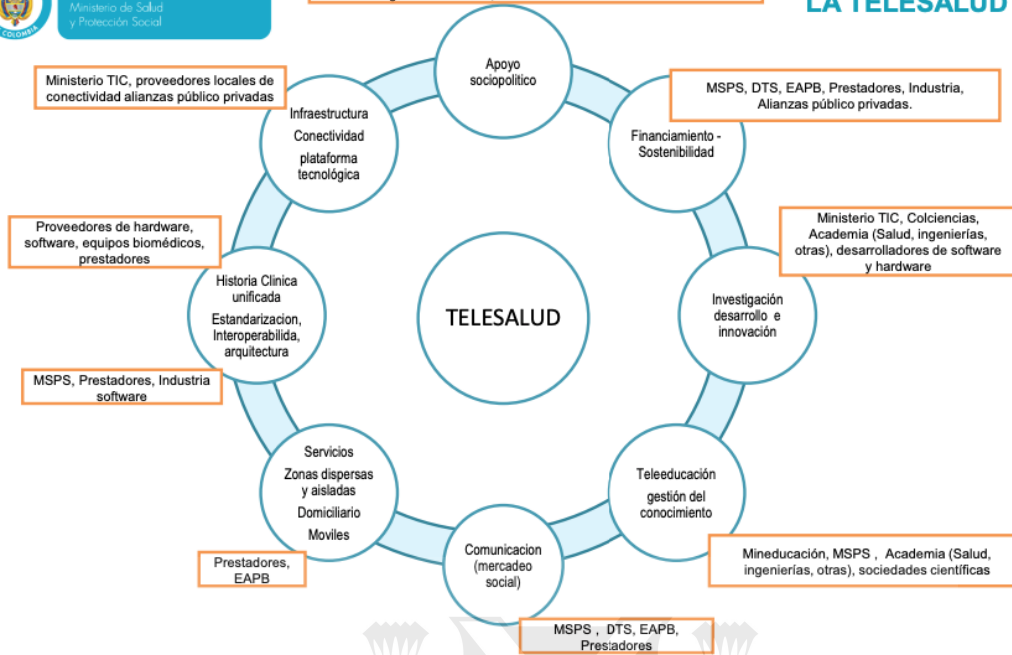 COLOMBIA
Ministerio de Salud
y Protección Social
LA TELESALUD
Apoyo
sociopolitico
Ministerio TIC, proveedores locales de
conectividad alianzas público privadas
Infraestructura
Conectividad
plataforma
tecnológica
MSPS, DTS, EAPB, Prestadores, Industria,
Alianzas público privadas.
Financiamiento -
Sostenibilidad
Proveedores de hardware,
software, equipos biomédicos,
prestadores
Historia Clinica
unificada
Estandarizacion,
Interoperabilida,
arquitectura
TELESALUD
Ministerio TIC, Colciencias,
Academia (Salud, ingenierías,
otras), desarrolladores de software
y hardware
Investigación
desarrollo e
innovación
MSPS, Prestadores, Industria
software
Servicios
Zonas dispersas
y aisladas
Domiciliario
Moviles
Prestadores,
EAPB
Comunicacion
(mercadeo
social)
MSPS , DTS, EAPB,
Prestadores
Teleeducación
gestión del
conocimiento
Mineducación, MSPS , Academia (Salud,
ingenierías, otras), sociedades científicas